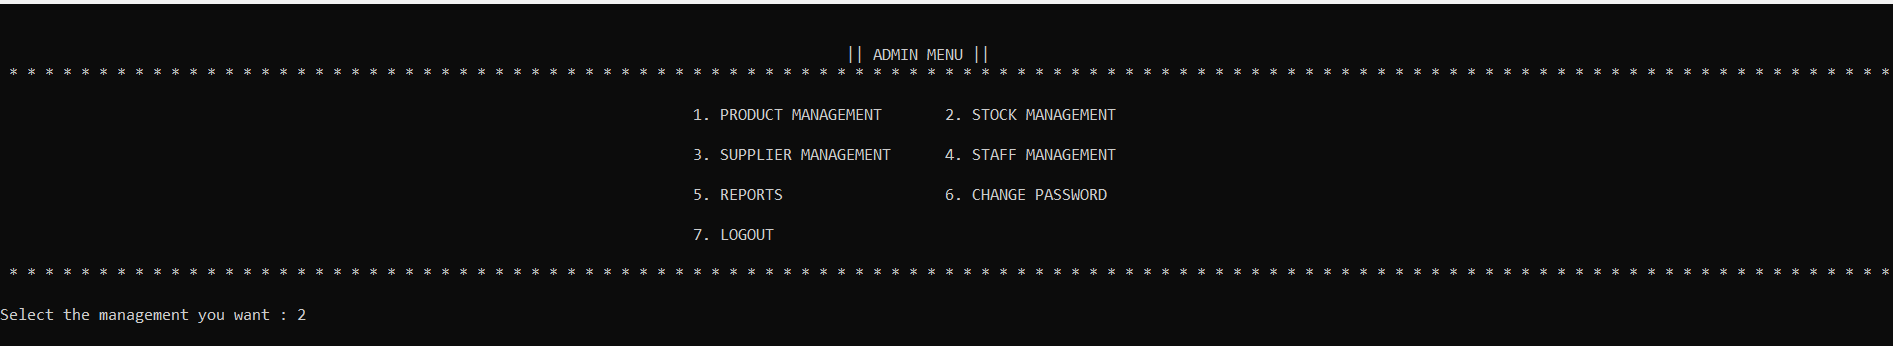 || ADMIN MENU ||
* * * * * * * * * * * * * * * * * * * * * * * * * * * * * * * * * * * * * * * * * * * * * * * * * * * * * * * * * * * * * * * * * * * * * * * * * * * * * * * * * * * * * * * * * * * * * * * * * * * * * * * * *
1. PRODUCT MANAGEMENT 2. STOCK MANAGEMENT
3. SUPPLIER MANAGEMENT 4. STAFF MANAGEMENT
5. REPORTS 6. CHANGE PASSWORD
7. LOGOUT
* * * * * * * * * * * * * * * * * * * * * * * * * * * * * * * * * * * * * * * * * * * * * * * * * * * * * * * * * * * * * * * * * * * * * * * * * * * * * * * * * * * * * * * * * * * * * * * * * * * * * * * * *
Select the management you want : 2